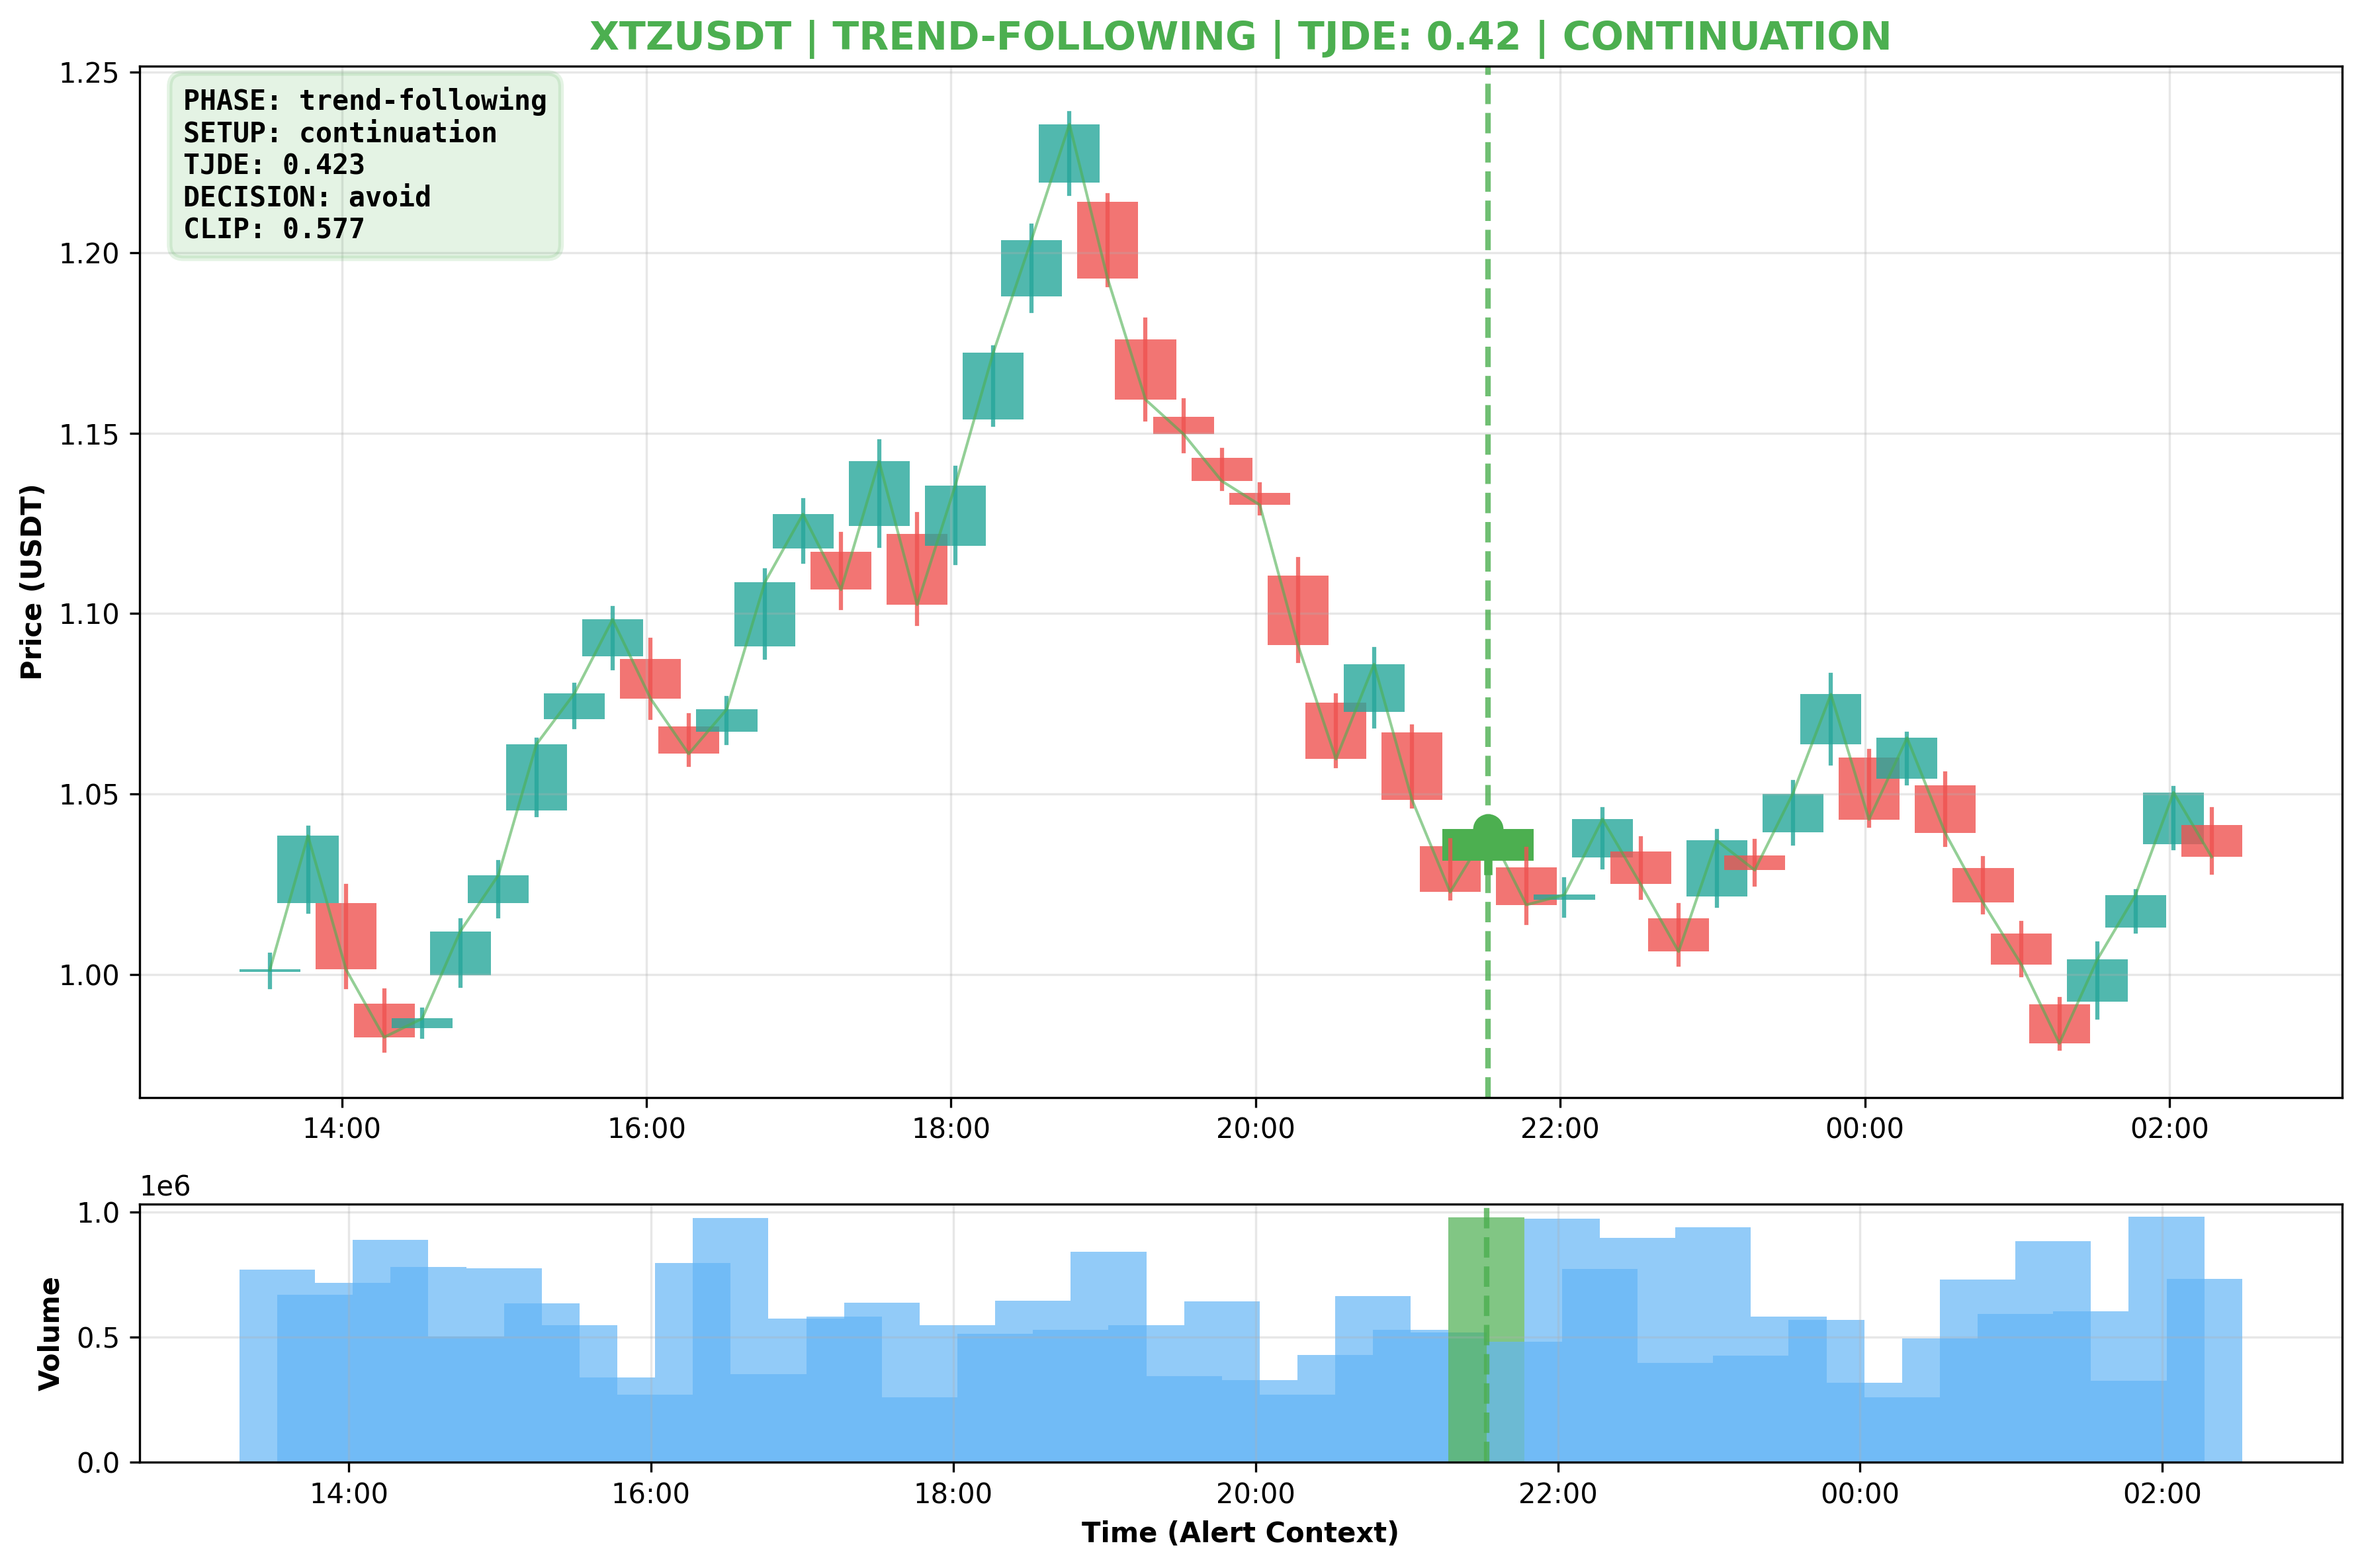 XTZUSDT | TREND-FOLLOWING | TJDE: 0.42 | CONTINUATION
PHASE: trend-following
SETUP: continuation
TJDE: 0.423
DECISION: avoid
CLIP: 0.577
Price (USDT)
1.25
1.20
1.15
1.10
1.05
1.00
14:00 16:00 18:00 20:00 22:00 00:00 02:00
1e6
Volume
1.0
0.5
0.0
14:00 16:00 18:00 20:00 22:00 00:00 02:00
Time (Alert Context)